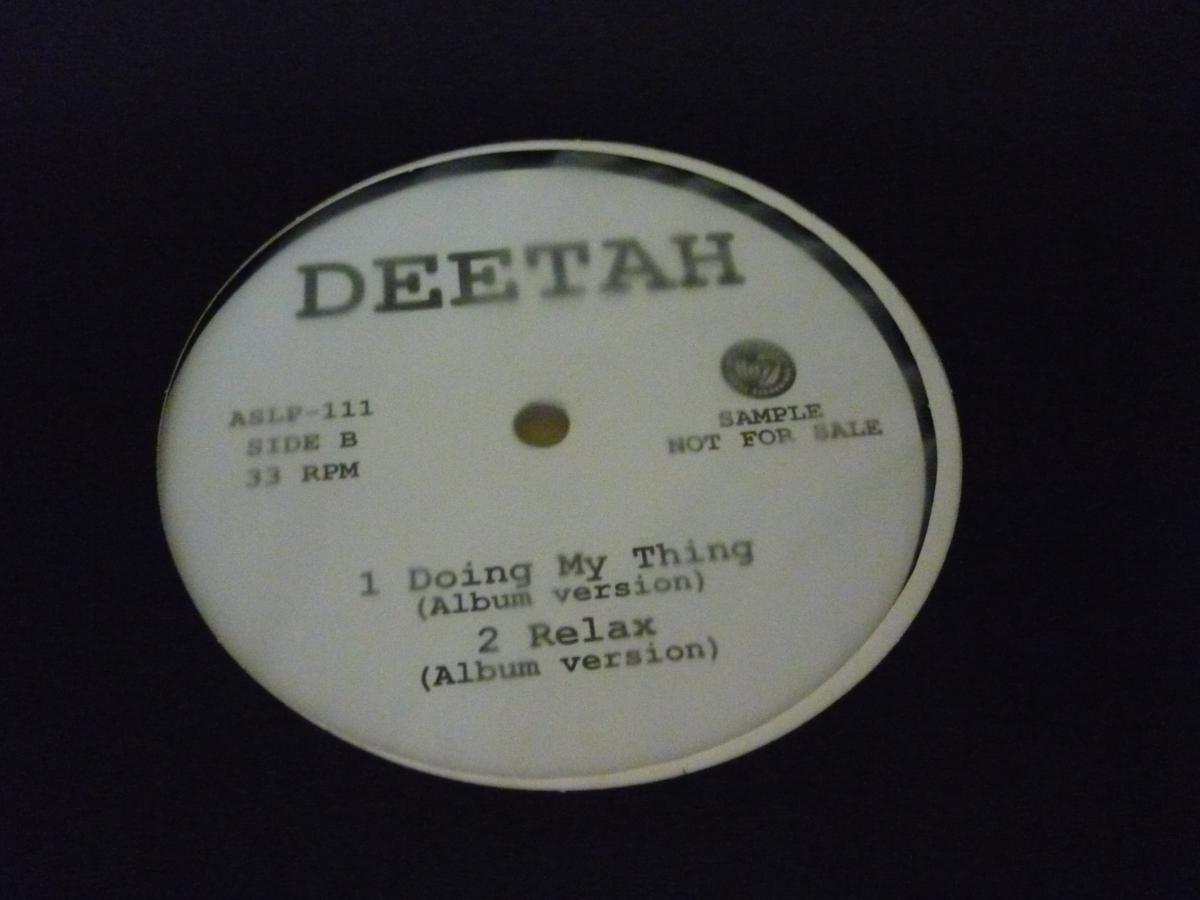 DEETAH
ASLP-111
SIDE B
33 RPM
SAMPLE
NOT FOR SALE
1 Doing My Thing
(Album version)
2 Relax
(Album version)